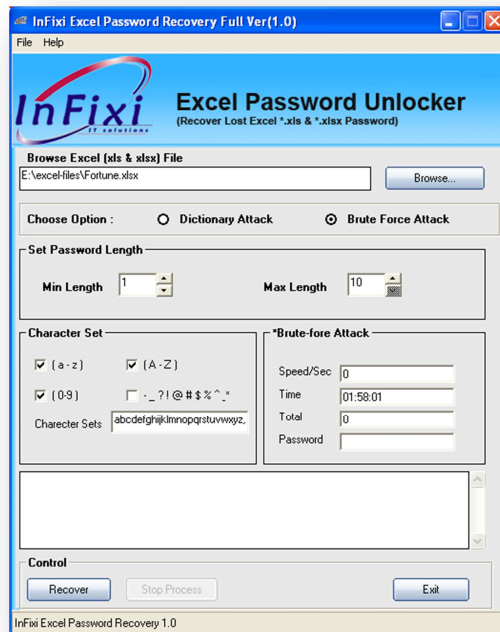 InFixi Excel Password Recovery Full Ver(1.0)
File Help
InFixi
IT solutions
Excel Password Unlocker
(Recover Lost Excel *.xls & *.xlsx Password)
Browse Excel (xls & xlsx) File
E:\excel-files\Fortune.xlsx
Browse...
Choose Option : Dictionary Attack Brute Force Attack
Set Password Length
Min Length 1 Max Length 10
Character Set
(a - z) (A - Z)
(0-9) - _ ?! @ # $ % ^ _*
Charecter Sets abcdefghijklmnopqrstuvwxyz,
*Brute-fore Attack
Speed/Sec 0
Time 01:58:01
Total 0
Password
Control
Recover Stop Process Exit
InFixi Excel Password Recovery 1.0